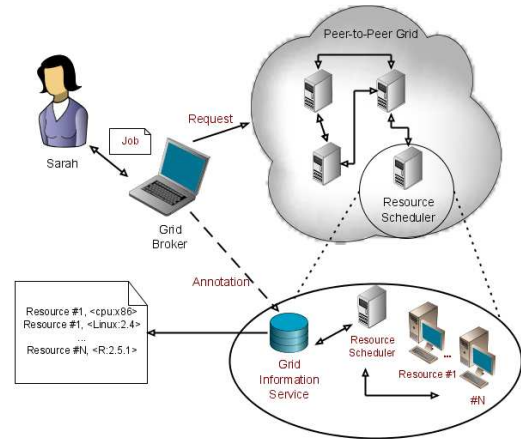 Peer-to-Peer Grid
Request
Job
Sarah
Resource
Scheduler
Grid
Broker
Annotation
Resource #1, <cpu:x86>
Resource #1, <Linux:2.4>
...
Resource #N, <R:2.5.1>
Resource
Scheduler
...
Resource #1
#N
Grid
Information
Service